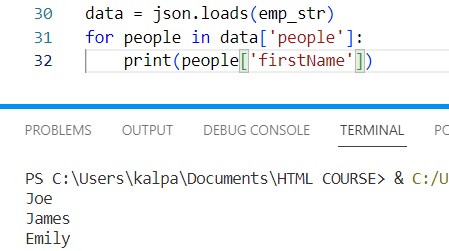 30 data = json.loads(emp_str)
31 for people in data['people']:
32 print(people['firstName'])
PROBLEMS OUTPUT DEBUG CONSOLE TERMINAL PO
PS C:\Users\kalpa\Documents\HTML COURSE> & C:/U
Joe
James
Emily